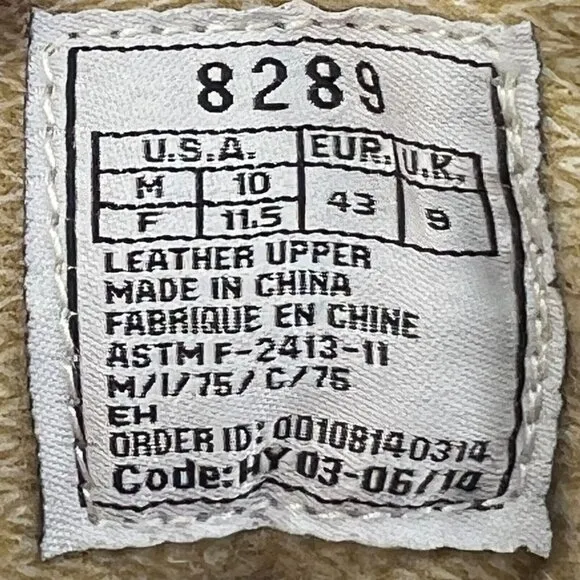 8289
U.S.A. EUR. U.K.
M 10 43 9
F 11.5
LEATHER UPPER
MADE IN CHINA
FABRIQUE EN CHINE
ASTM F-2413-11
M/I/75/ C/75
EH
ORDER ID: 00108140314
Code: HY 03-06/14